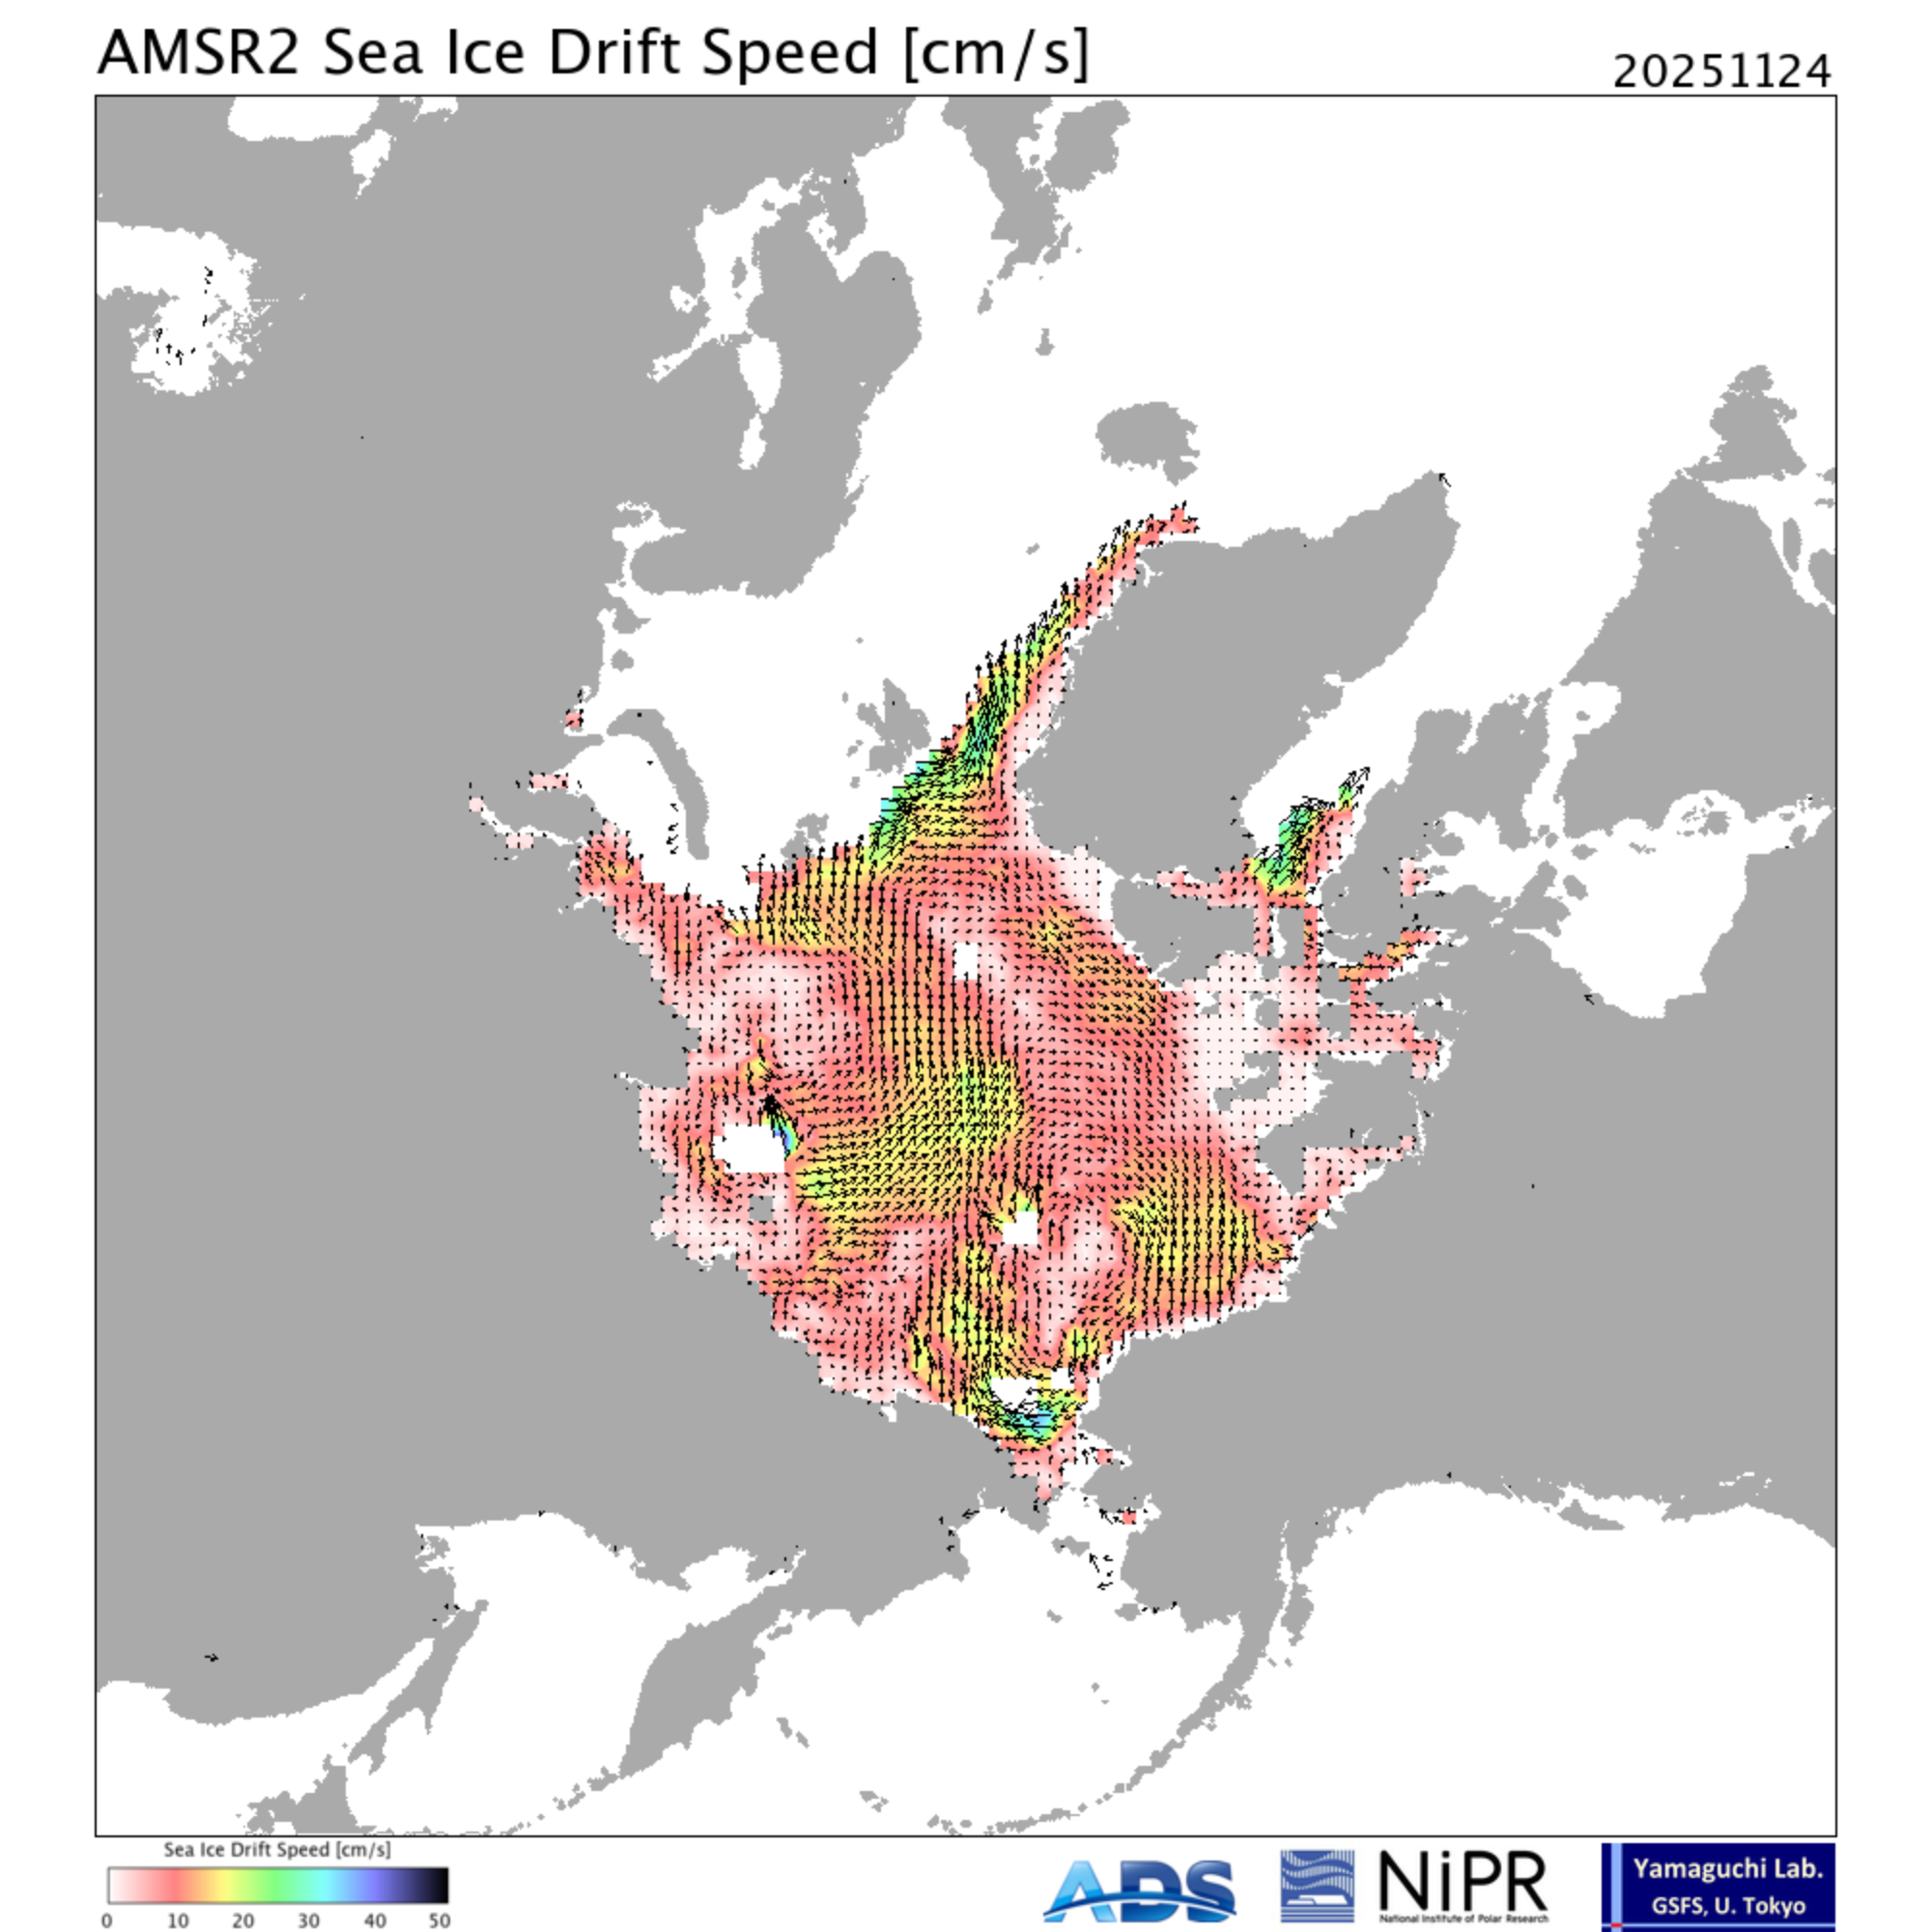 AMSR2 Sea Ice Drift Speed [cm/s]
20251124
Sea Ice Drift Speed [cm/s]
0 10 20 30 40 50
ADS
NiPR
National Institute of Polar Research
Yamaguchi Lab.
GSFS, U. Tokyo